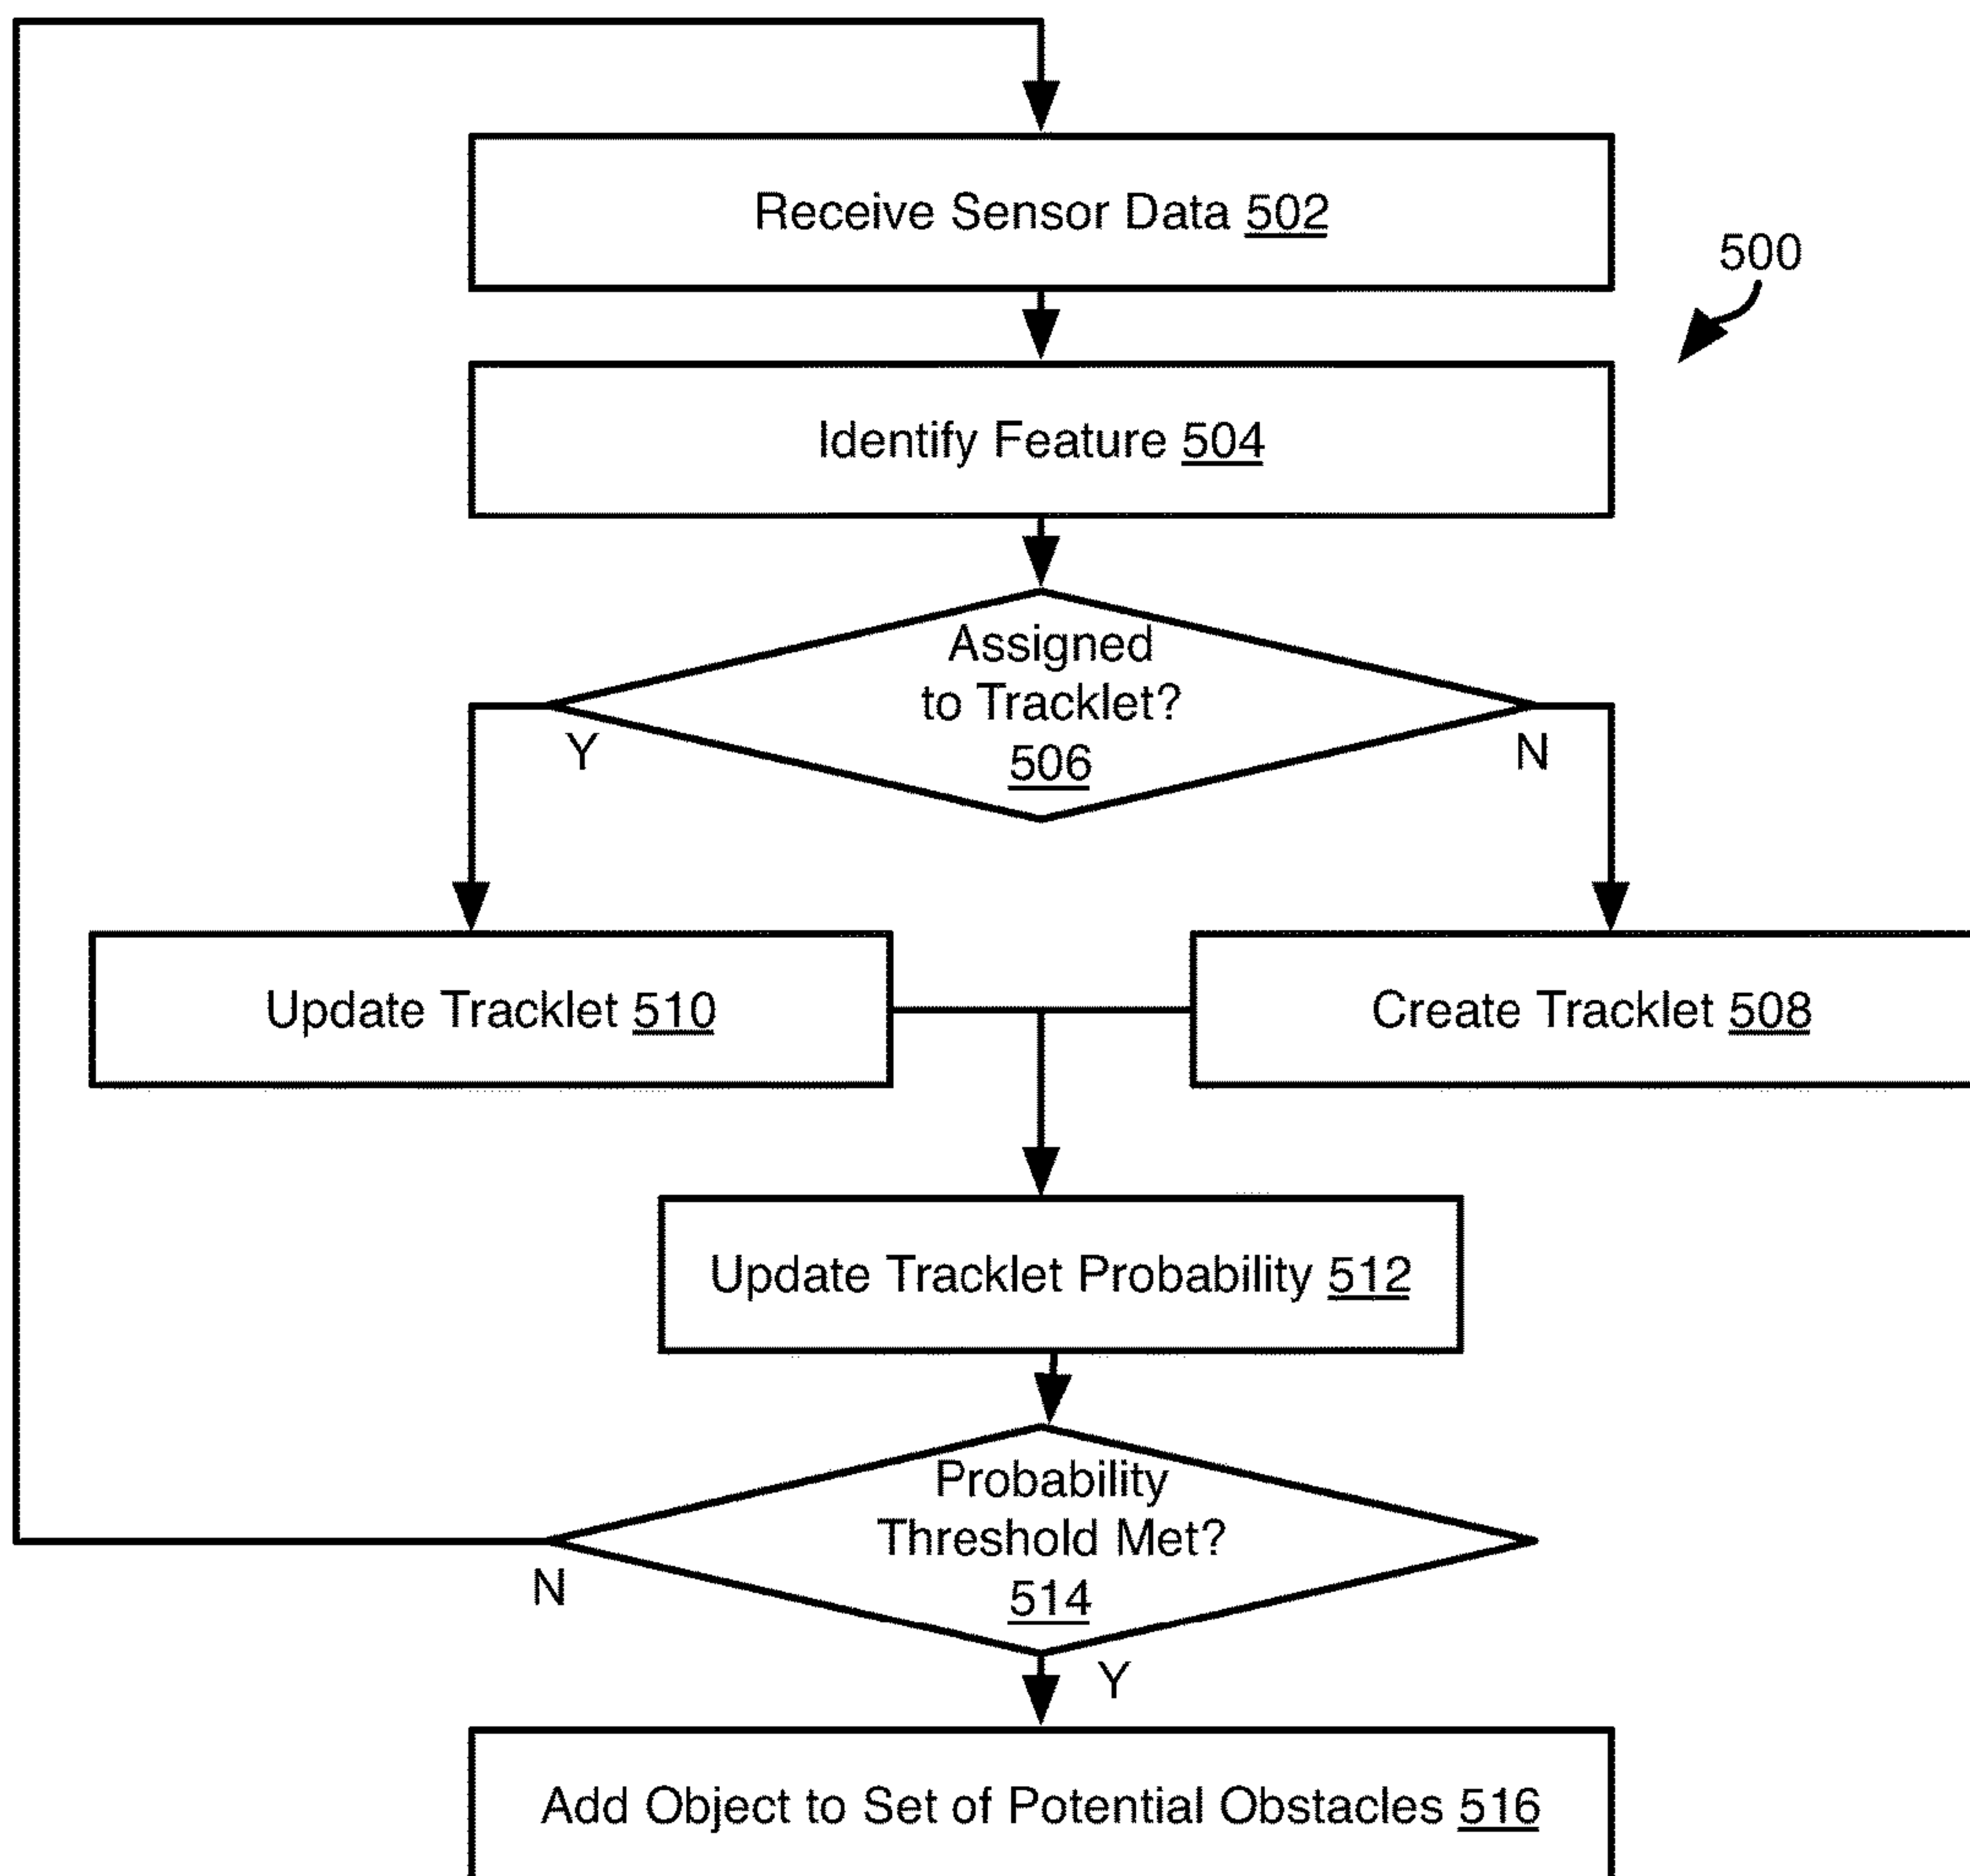 Receive Sensor Data 502
500
Identify Feature 504
Assigned
to Tracklet?
506
Y
N
Update Tracklet 510
Create Tracklet 508
Update Tracklet Probability 512
Probability
Threshold Met?
514
N
Y
Add Object to Set of Potential Obstacles 516